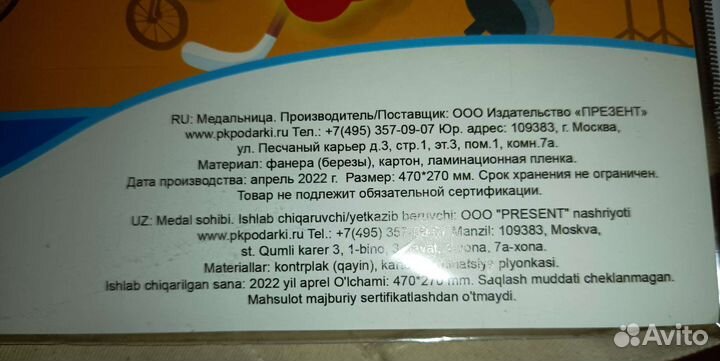 RU: Медальница. Производитель/Поставщик: ООО Издательство «ПРЕЗЕНТ»
www.pkpodarki.ru Тел.: +7(495) 357-09-07 Юр. адрес: 109383, г. Москва,
ул. Песчаный карьер д.3, стр.1, эт.3, пом.1, комн.7а.
Материал: фанера (березы), картон, ламинационная пленка.
Дата производства: апрель 2022 г. Размер: 470*270 мм. Срок хранения не ограничен.
Товар не подлежит обязательной сертификации.
UZ: Medal sohibi. Ishlab chiqaruvchi/yetkazib beruvchi: OOO "PRESENT" nashriyoti
www.pkpodarki.ru Tel.: +7(495) Manzil: 109383, Moskva,
st. Qumli karer 3, 1-bino, 7a-xona.
Materiallar: kontrplak (qayin), plyonkasi.
Ishlab chiqarilgan sana: 2022 yil aprel O'lchami: 470*270 mm. Saqlash muddati cheklanmagan.
Mahsulot majburiy sertifikatlashdan o'tmaydi.
Avito